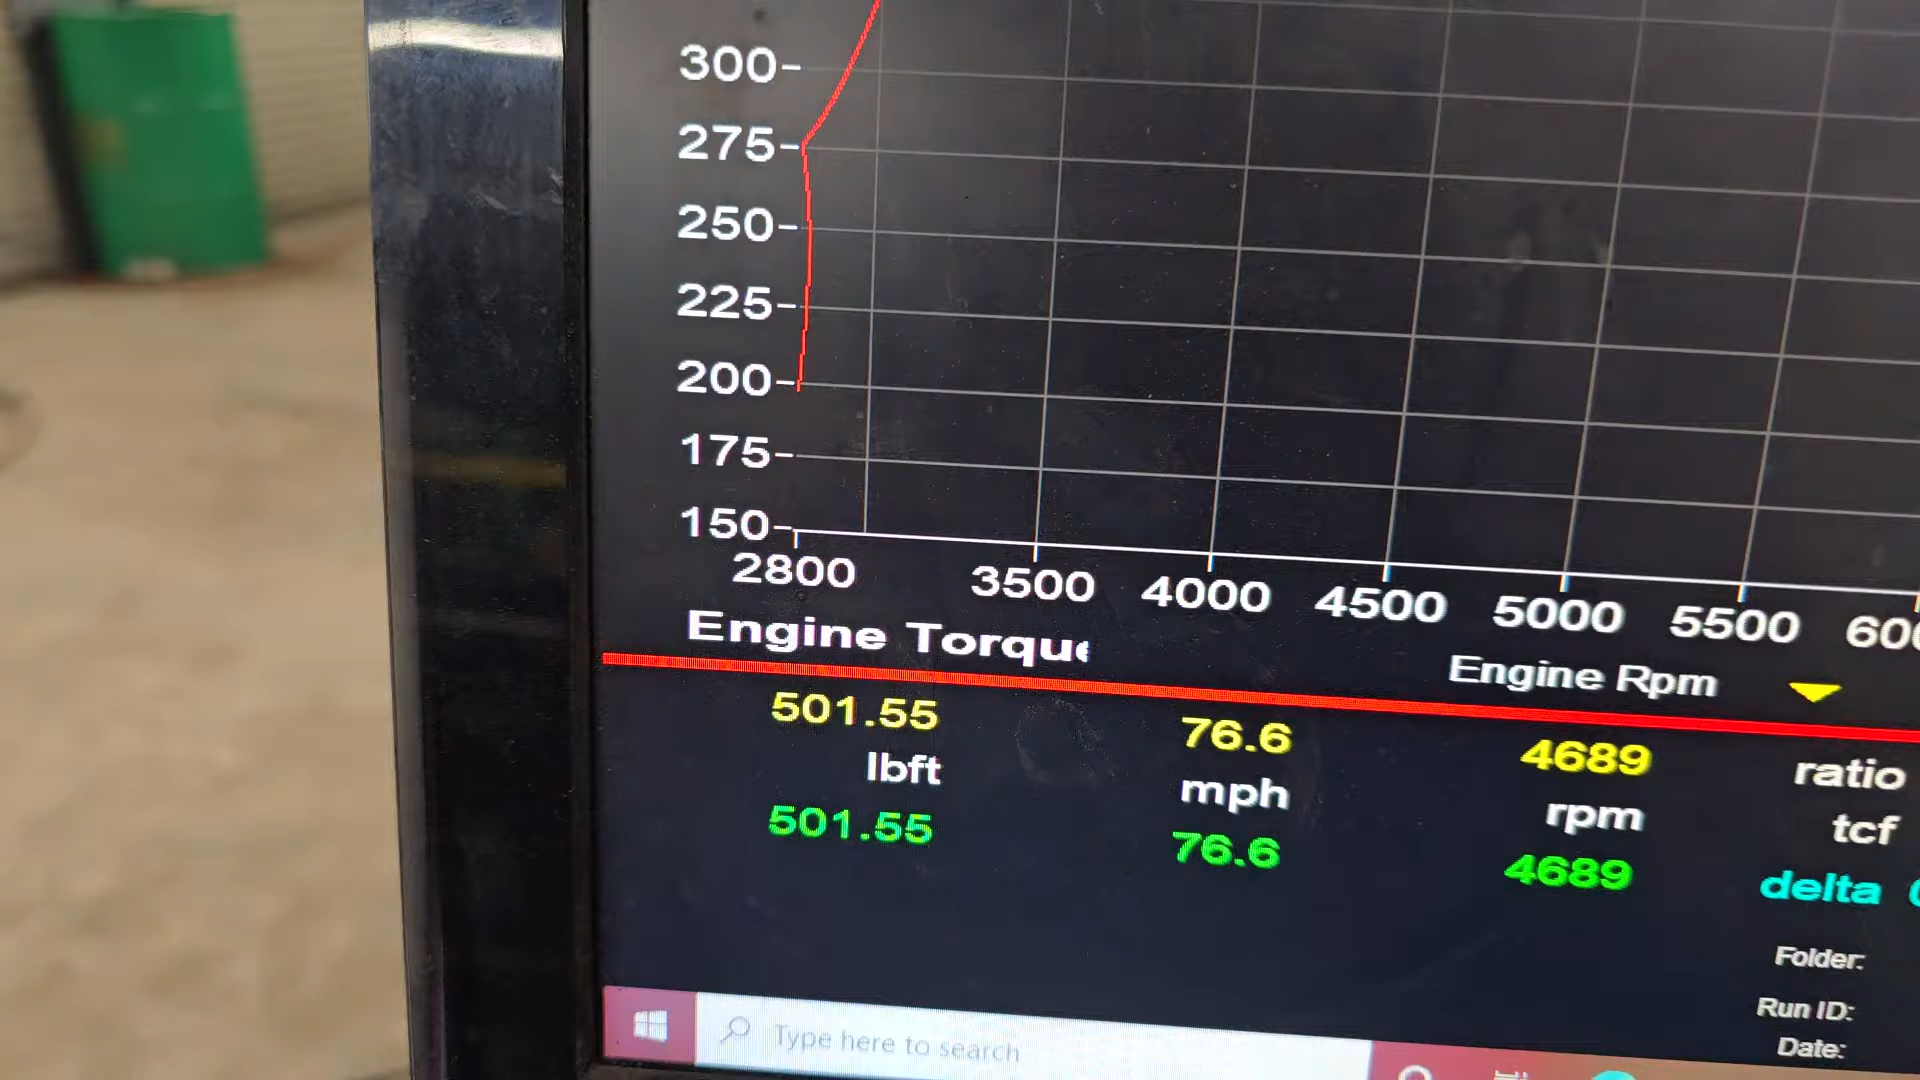 300
275
250
225
200
175
150
2800 3500 4000 4500 5000 5500
Engine Torque
Engine Rpm
501.55 76.6 4689 ratio
lbft mph rpm tcf
501.55 76.6 4689 delta
Folder:
Run ID:
Date:
Type here to search